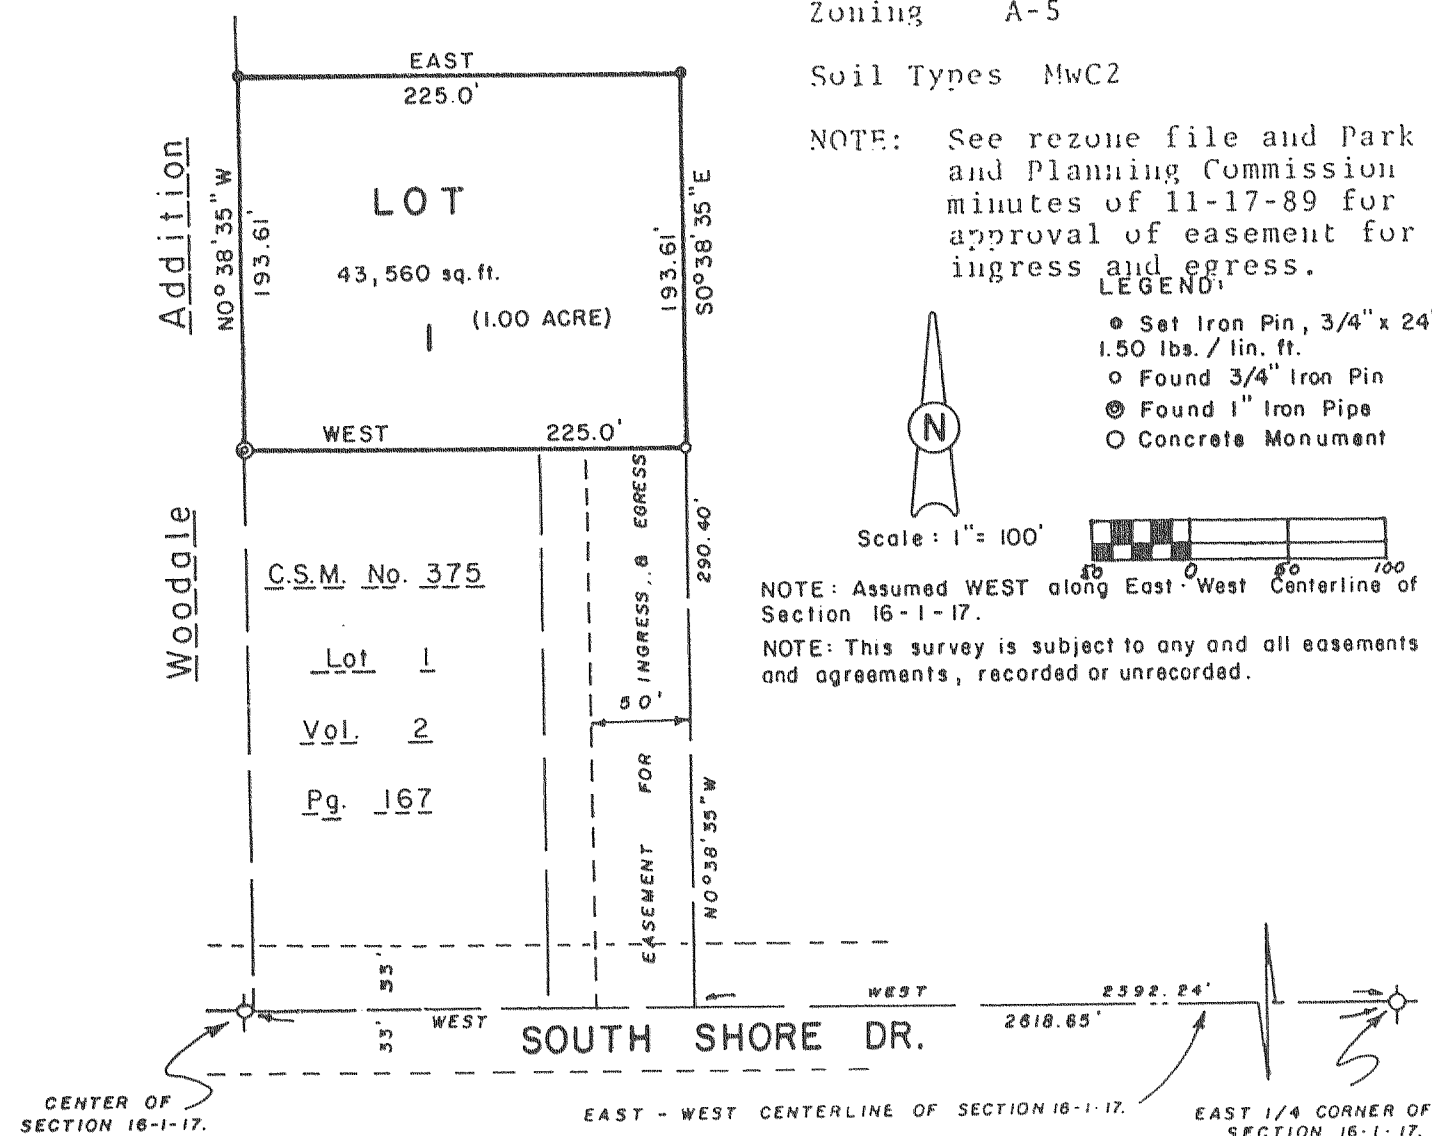 Zoning A-5
Soil Types MwC2
NOTE: See rezone file and Park
and Planning Commission
minutes of 11-17-89 for
approval of easement for
ingress and egress.
EAST
225.0'
Addition
N0°38'35"W
193.61'
LOT
43,560 sq.ft.
(1.00 ACRE)
1
193.61'
S0°38'35"E
WEST 225.0'
LEGEND:
Set Iron Pin, 3/4" x 24"
1.50 lbs./lin. ft.
Found 3/4" Iron Pin
Found 1" Iron Pipe
Concrete Monument
N
Scale: 1"= 100'
50 0 50 100
NOTE: Assumed WEST along East-West Centerline of
Section 16-1-17.
NOTE: This survey is subject to any and all easements
and agreements, recorded or unrecorded.
Woodale
C.S.M. No. 375
Lot 1
Vol. 2
Pg. 167
EASEMENT FOR INGRESS & EGRESS
50'
290.40'
N0°38'35"W
33'
33'
WEST
WEST
2392.24'
2618.65'
SOUTH SHORE DR.
CENTER OF
SECTION 16-1-17.
EAST - WEST CENTERLINE OF SECTION 16-1-17.
EAST 1/4 CORNER OF
SECTION 16-1-17.